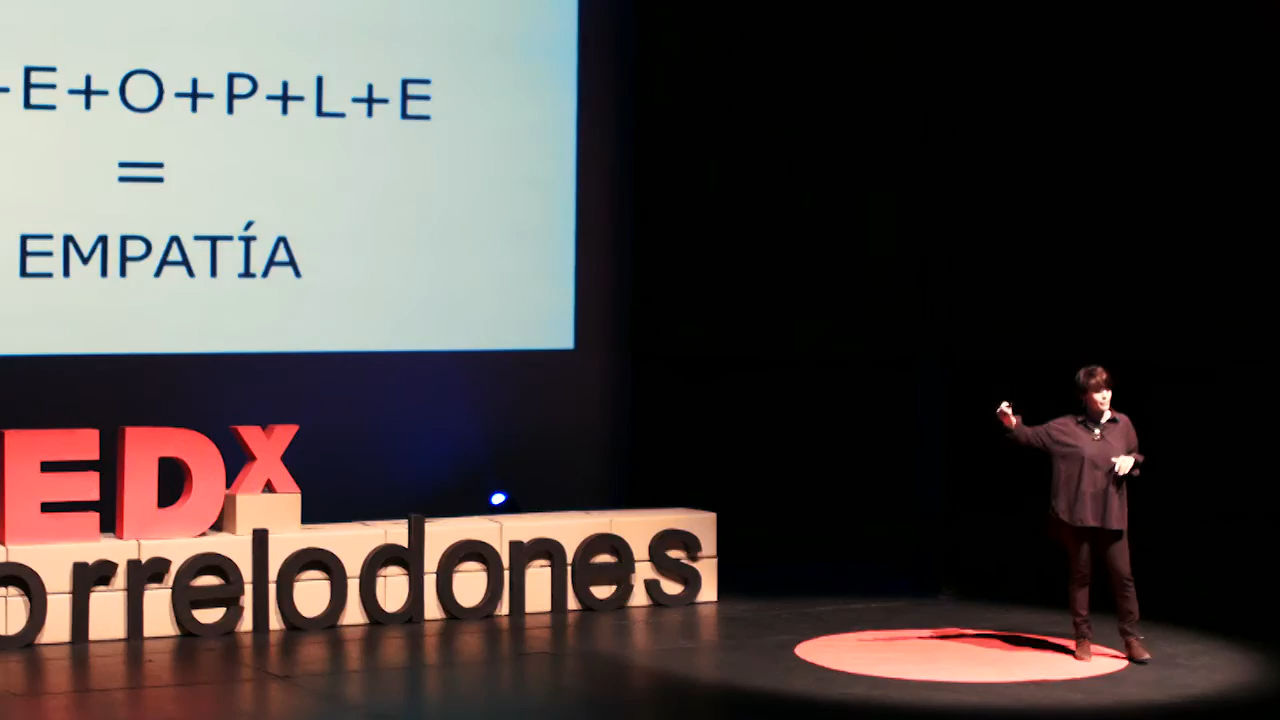 +E+O+P+L+E
=
EMPATÍA
EDx
orrelodones